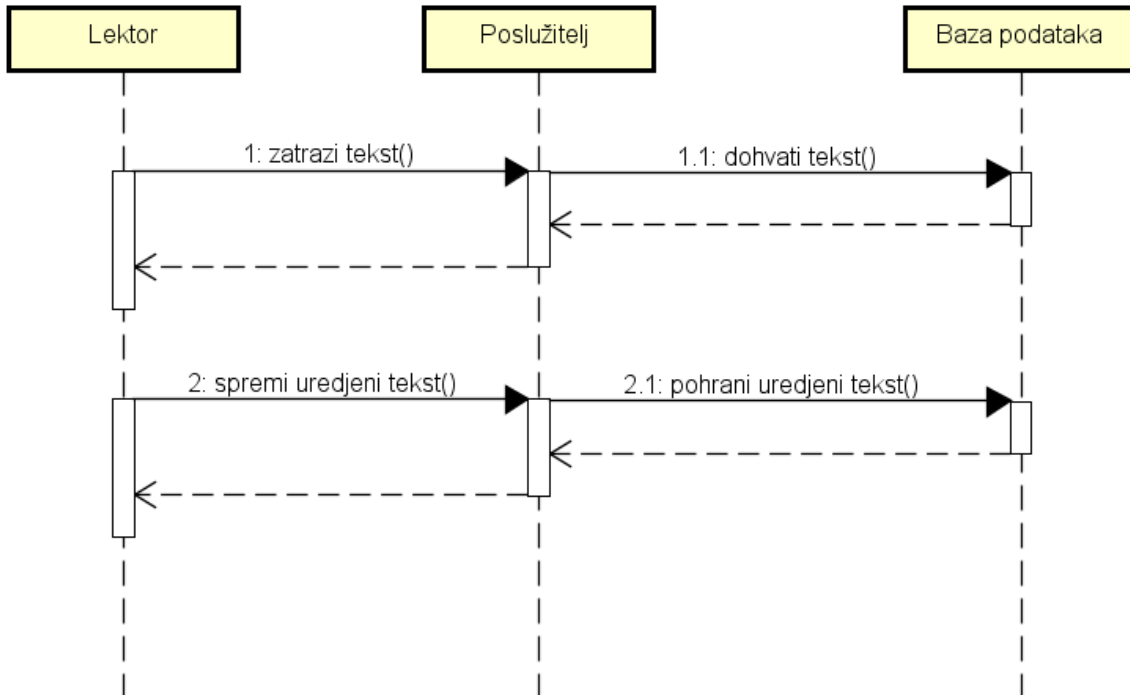 Lektor
Poslužitelj
Baza podataka
1: zatrazi tekst()
1.1: dohvati tekst()
2: spremi uredjeni tekst()
2.1: pohrani uredjeni tekst()